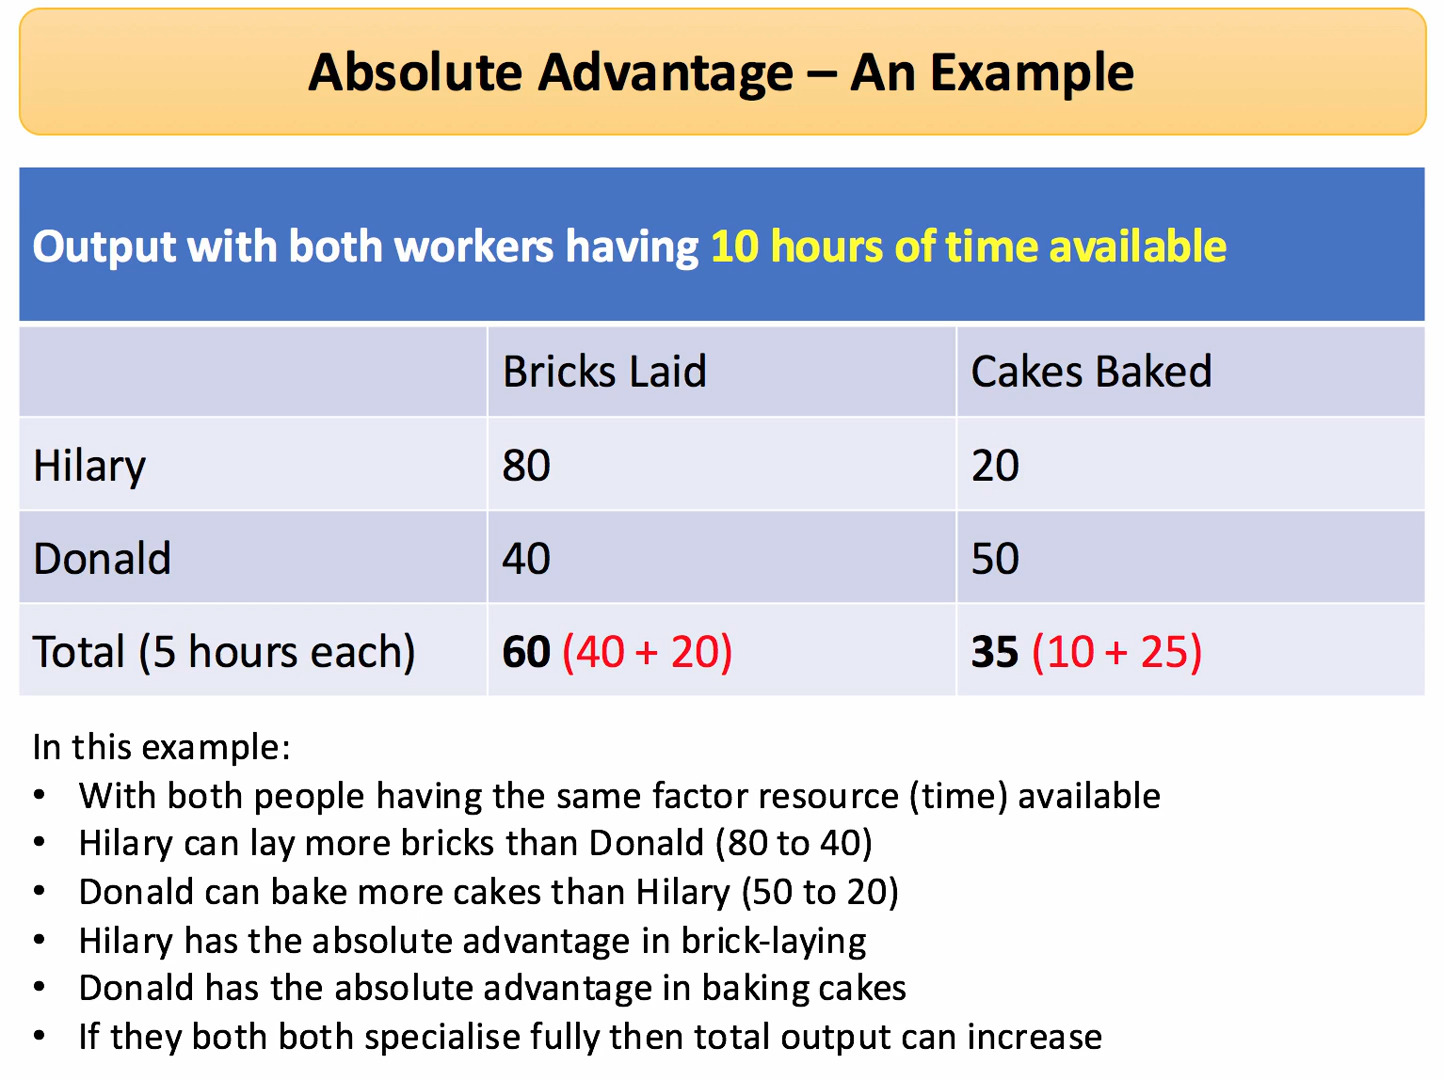 Absolute Advantage – An Example
Output with both workers having 10 hours of time available
Bricks Laid Cakes Baked
Hilary 80 20
Donald 40 50
Total (5 hours each) 60 (40 + 20) 35 (10 + 25)
In this example:
• With both people having the same factor resource (time) available
• Hilary can lay more bricks than Donald (80 to 40)
• Donald can bake more cakes than Hilary (50 to 20)
• Hilary has the absolute advantage in brick-laying
• Donald has the absolute advantage in baking cakes
• If they both both specialise fully then total output can increase